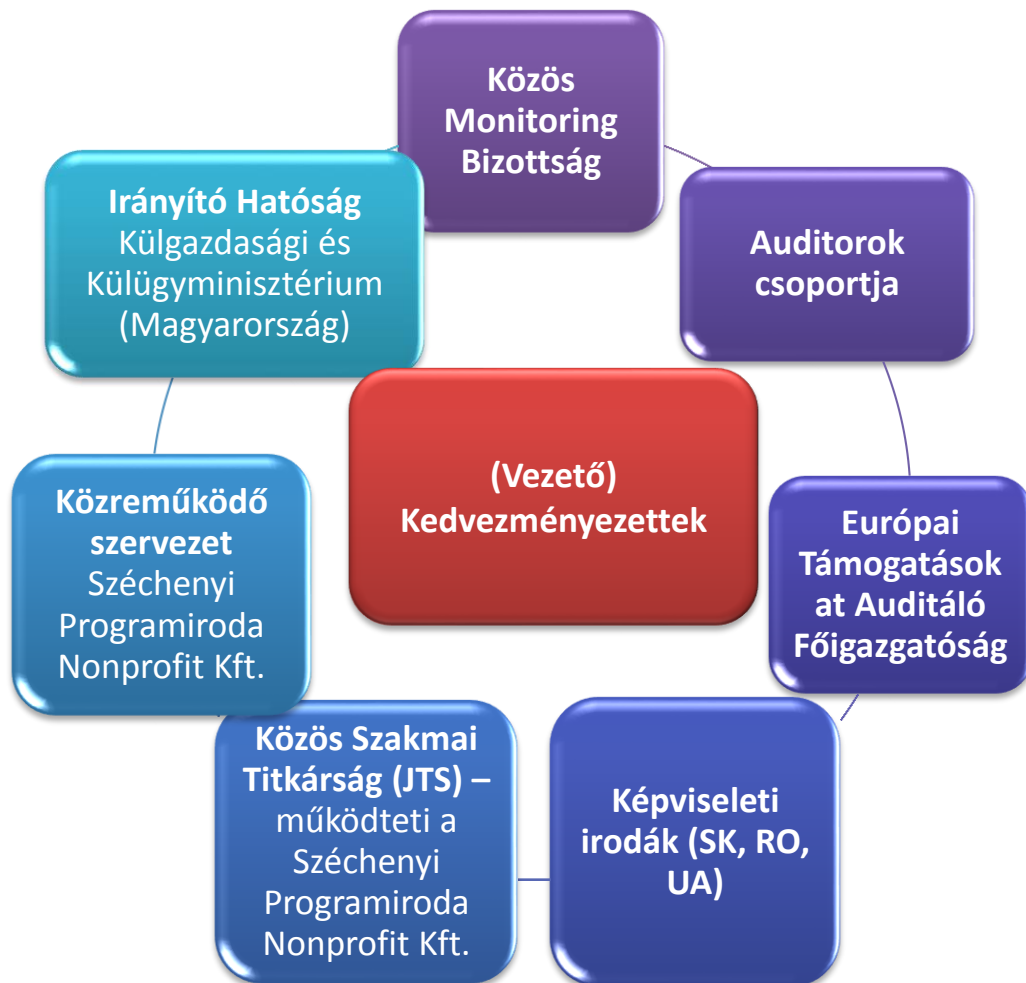 Közös
Monitoring
Bizottság
Auditorok
csoportja
Európai
Támogatások
at Auditáló
Főigazgatóság
Képviseleti
irodák (SK, RO,
UA)
Közös Szakmai
Titkárság (JTS) –
működteti a
Széchenyi
Programiroda
Nonprofit Kft.
Közreműködő
szervezet
Széchenyi
Programiroda
Nonprofit Kft.
Irányító Hatóság
Külgazdasági és
Külügyminisztérium
(Magyarország)
(Vezető)
Kedvezményezettek